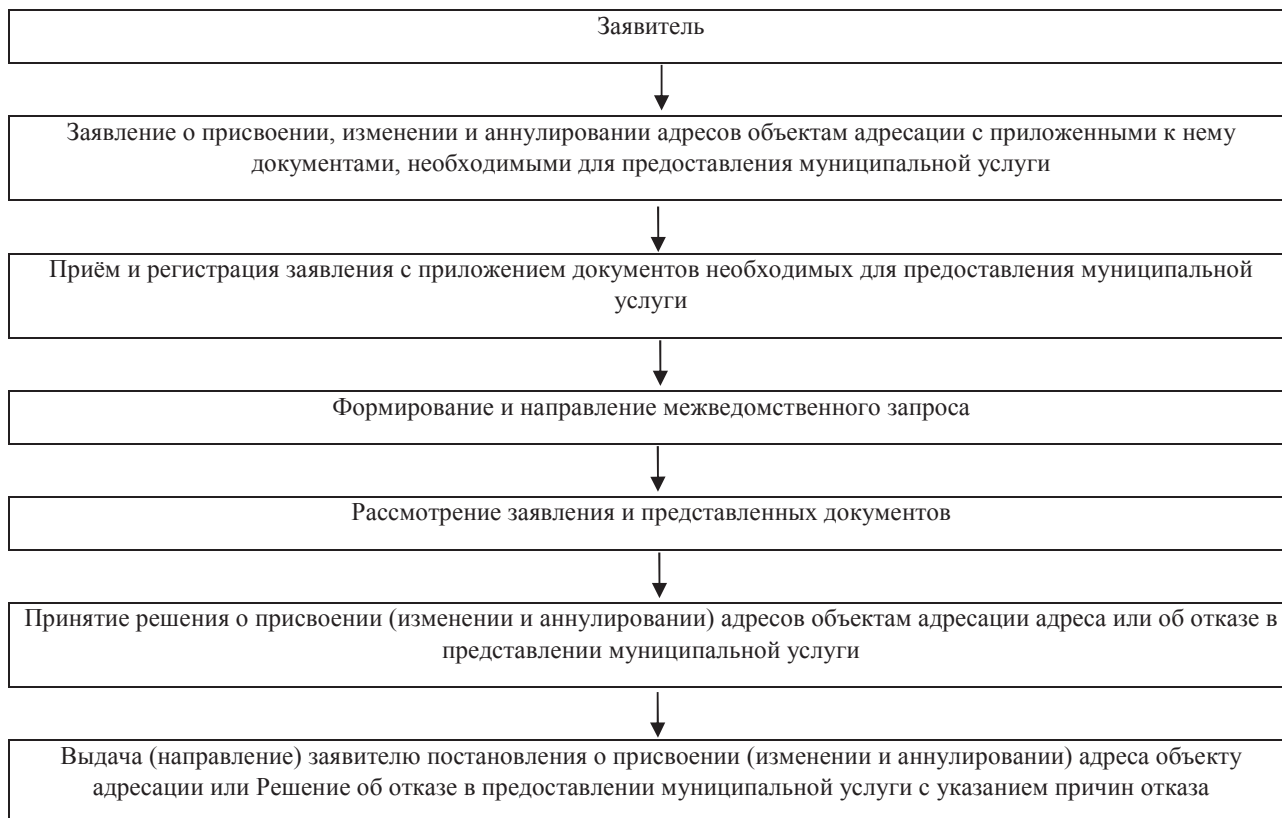 Заявитель
Заявление о присвоении, изменении и аннулировании адресов объектам адресации с приложенными к нему
документами, необходимыми для предоставления муниципальной услуги
Приём и регистрация заявления с приложением документов необходимых для предоставления муниципальной
услуги
Формирование и направление межведомственного запроса
Рассмотрение заявления и представленных документов
Принятие решения о присвоении (изменении и аннулировании) адресов объектам адресации адреса или об отказе в
представлении муниципальной услуги
Выдача (направление) заявителю постановления о присвоении (изменении и аннулировании) адреса объекту
адресации или Решение об отказе в предоставлении муниципальной услуги с указанием причин отказа